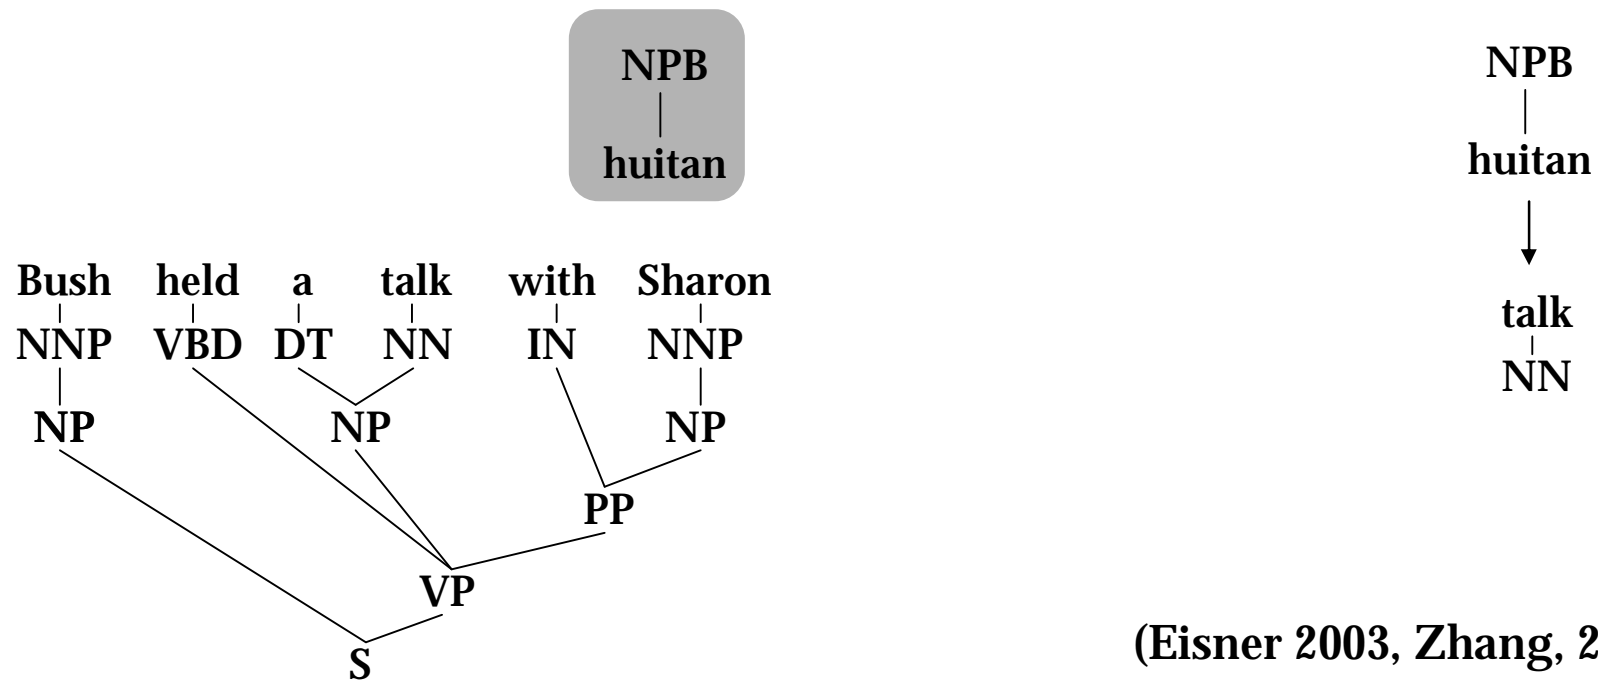 NPB
huitan
NPB
huitan
talk
NN
Bush held a talk with Sharon
NNP VBD DT NN IN NNP
NP NP NP
PP
VP
S
(Eisner 2003, Zhang, 2